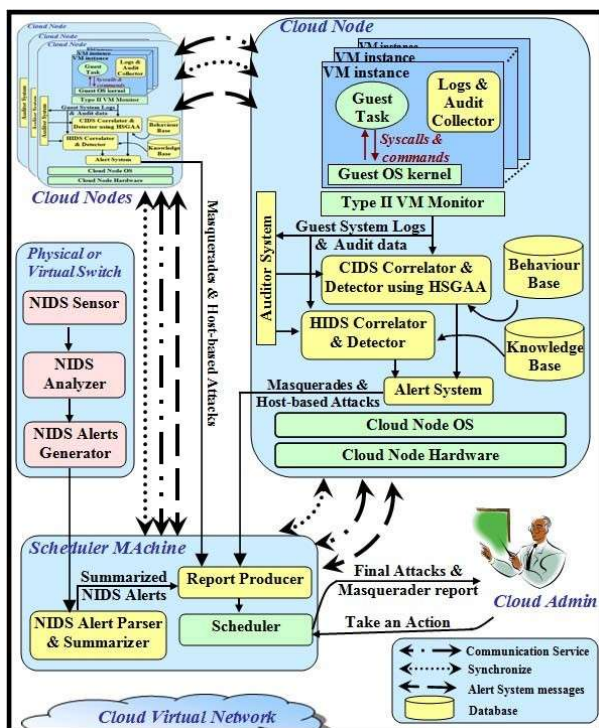 Cloud Node
Cloud Node
Cloud Node
VM instance
VM instance
Guest
Task
Logs &
Audit
Collector
Syscalls &
commands
Guest OS kernel
Type II VM Monitor
Guest System Logs
& Audit data
Auditor System
CIDS Correlator &
Detector using HSGAA
Behaviour
Base
HIDS Correlator
& Detector
Knowledge
Base
Alert System
Cloud Node OS
Cloud Node Hardware
Cloud Nodes
Cloud Node
VM instance
VM instance
VM instance
Guest
Task
Logs &
Audit
Collector
Syscalls &
commands
Guest OS kernel
Type II VM Monitor
Guest System Logs
& Audit data
Auditor System
CIDS Correlator &
Detector using HSGAA
Behaviour
Base
HIDS Correlator
& Detector
Knowledge
Base
Masquerades &
Host-based Attacks
Alert System
Cloud Node OS
Cloud Node Hardware
Physical or
Virtual Switch
NIDS Sensor
NIDS
Analyzer
NIDS Alerts
Generator
Masquerades & Host-based Attacks
Scheduler MAchine
Summarized
NIDS Alerts
Report Producer
NIDS Alert Parser
& Summarizer
Scheduler
Final Attacks &
Masquerader report
Take an Action
Cloud Admin
Communication Service
Synchronize
Alert System messages
Database
Cloud Virtual Network